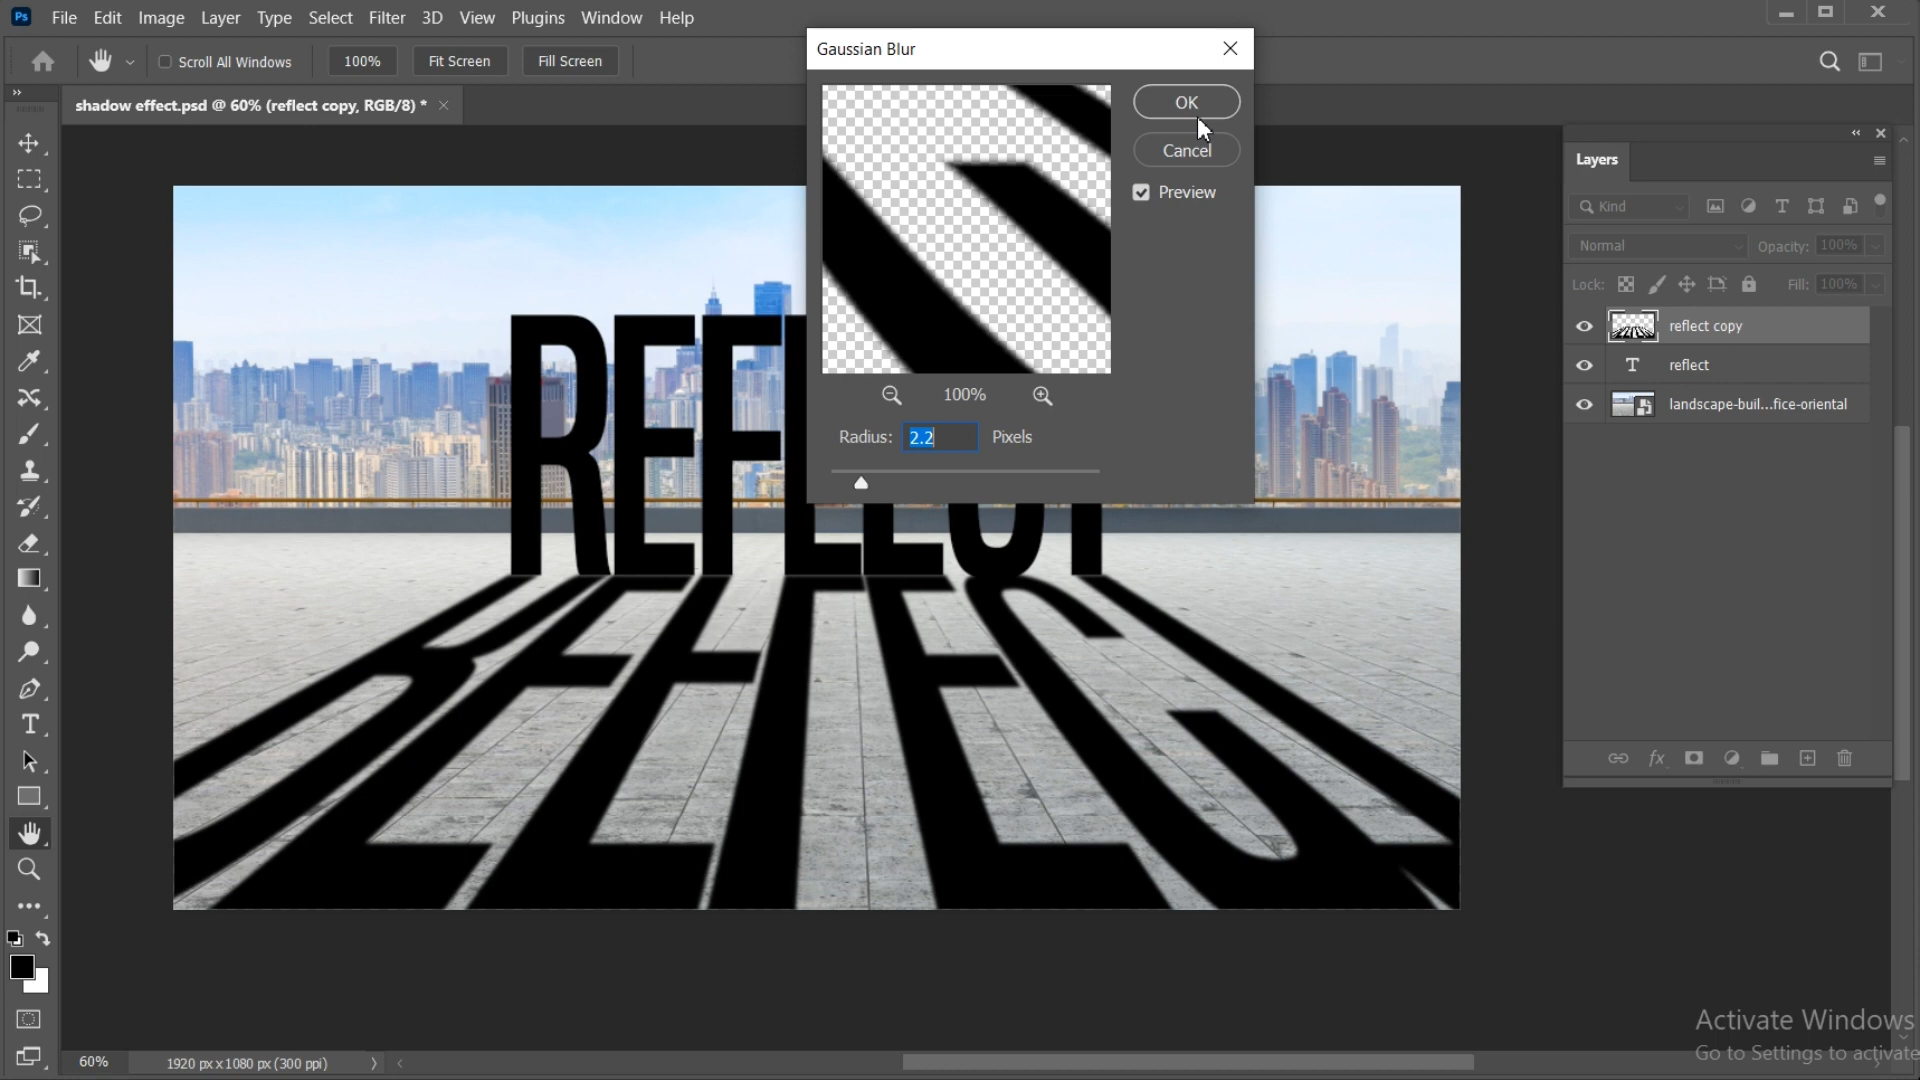 Ps File Edit Image Layer Type Select Filter 3D View Plugins Window Help
Scroll All Windows 100% Fit Screen Fill Screen
shadow effect.psd @ 60% (reflect copy, RGB/8) *
Gaussian Blur
OK
Cancel
Preview
100%
Radius: 2.2 Pixels
REFLECT
REFLECT
Layers
Kind
Normal Opacity: 100%
Lock: Fill: 100%
reflect copy
T reflect
landscape-buil...fice-oriental
fx
60% 1920 px x 1080 px (300 ppi)
Activate Windows
Go to Settings to activate